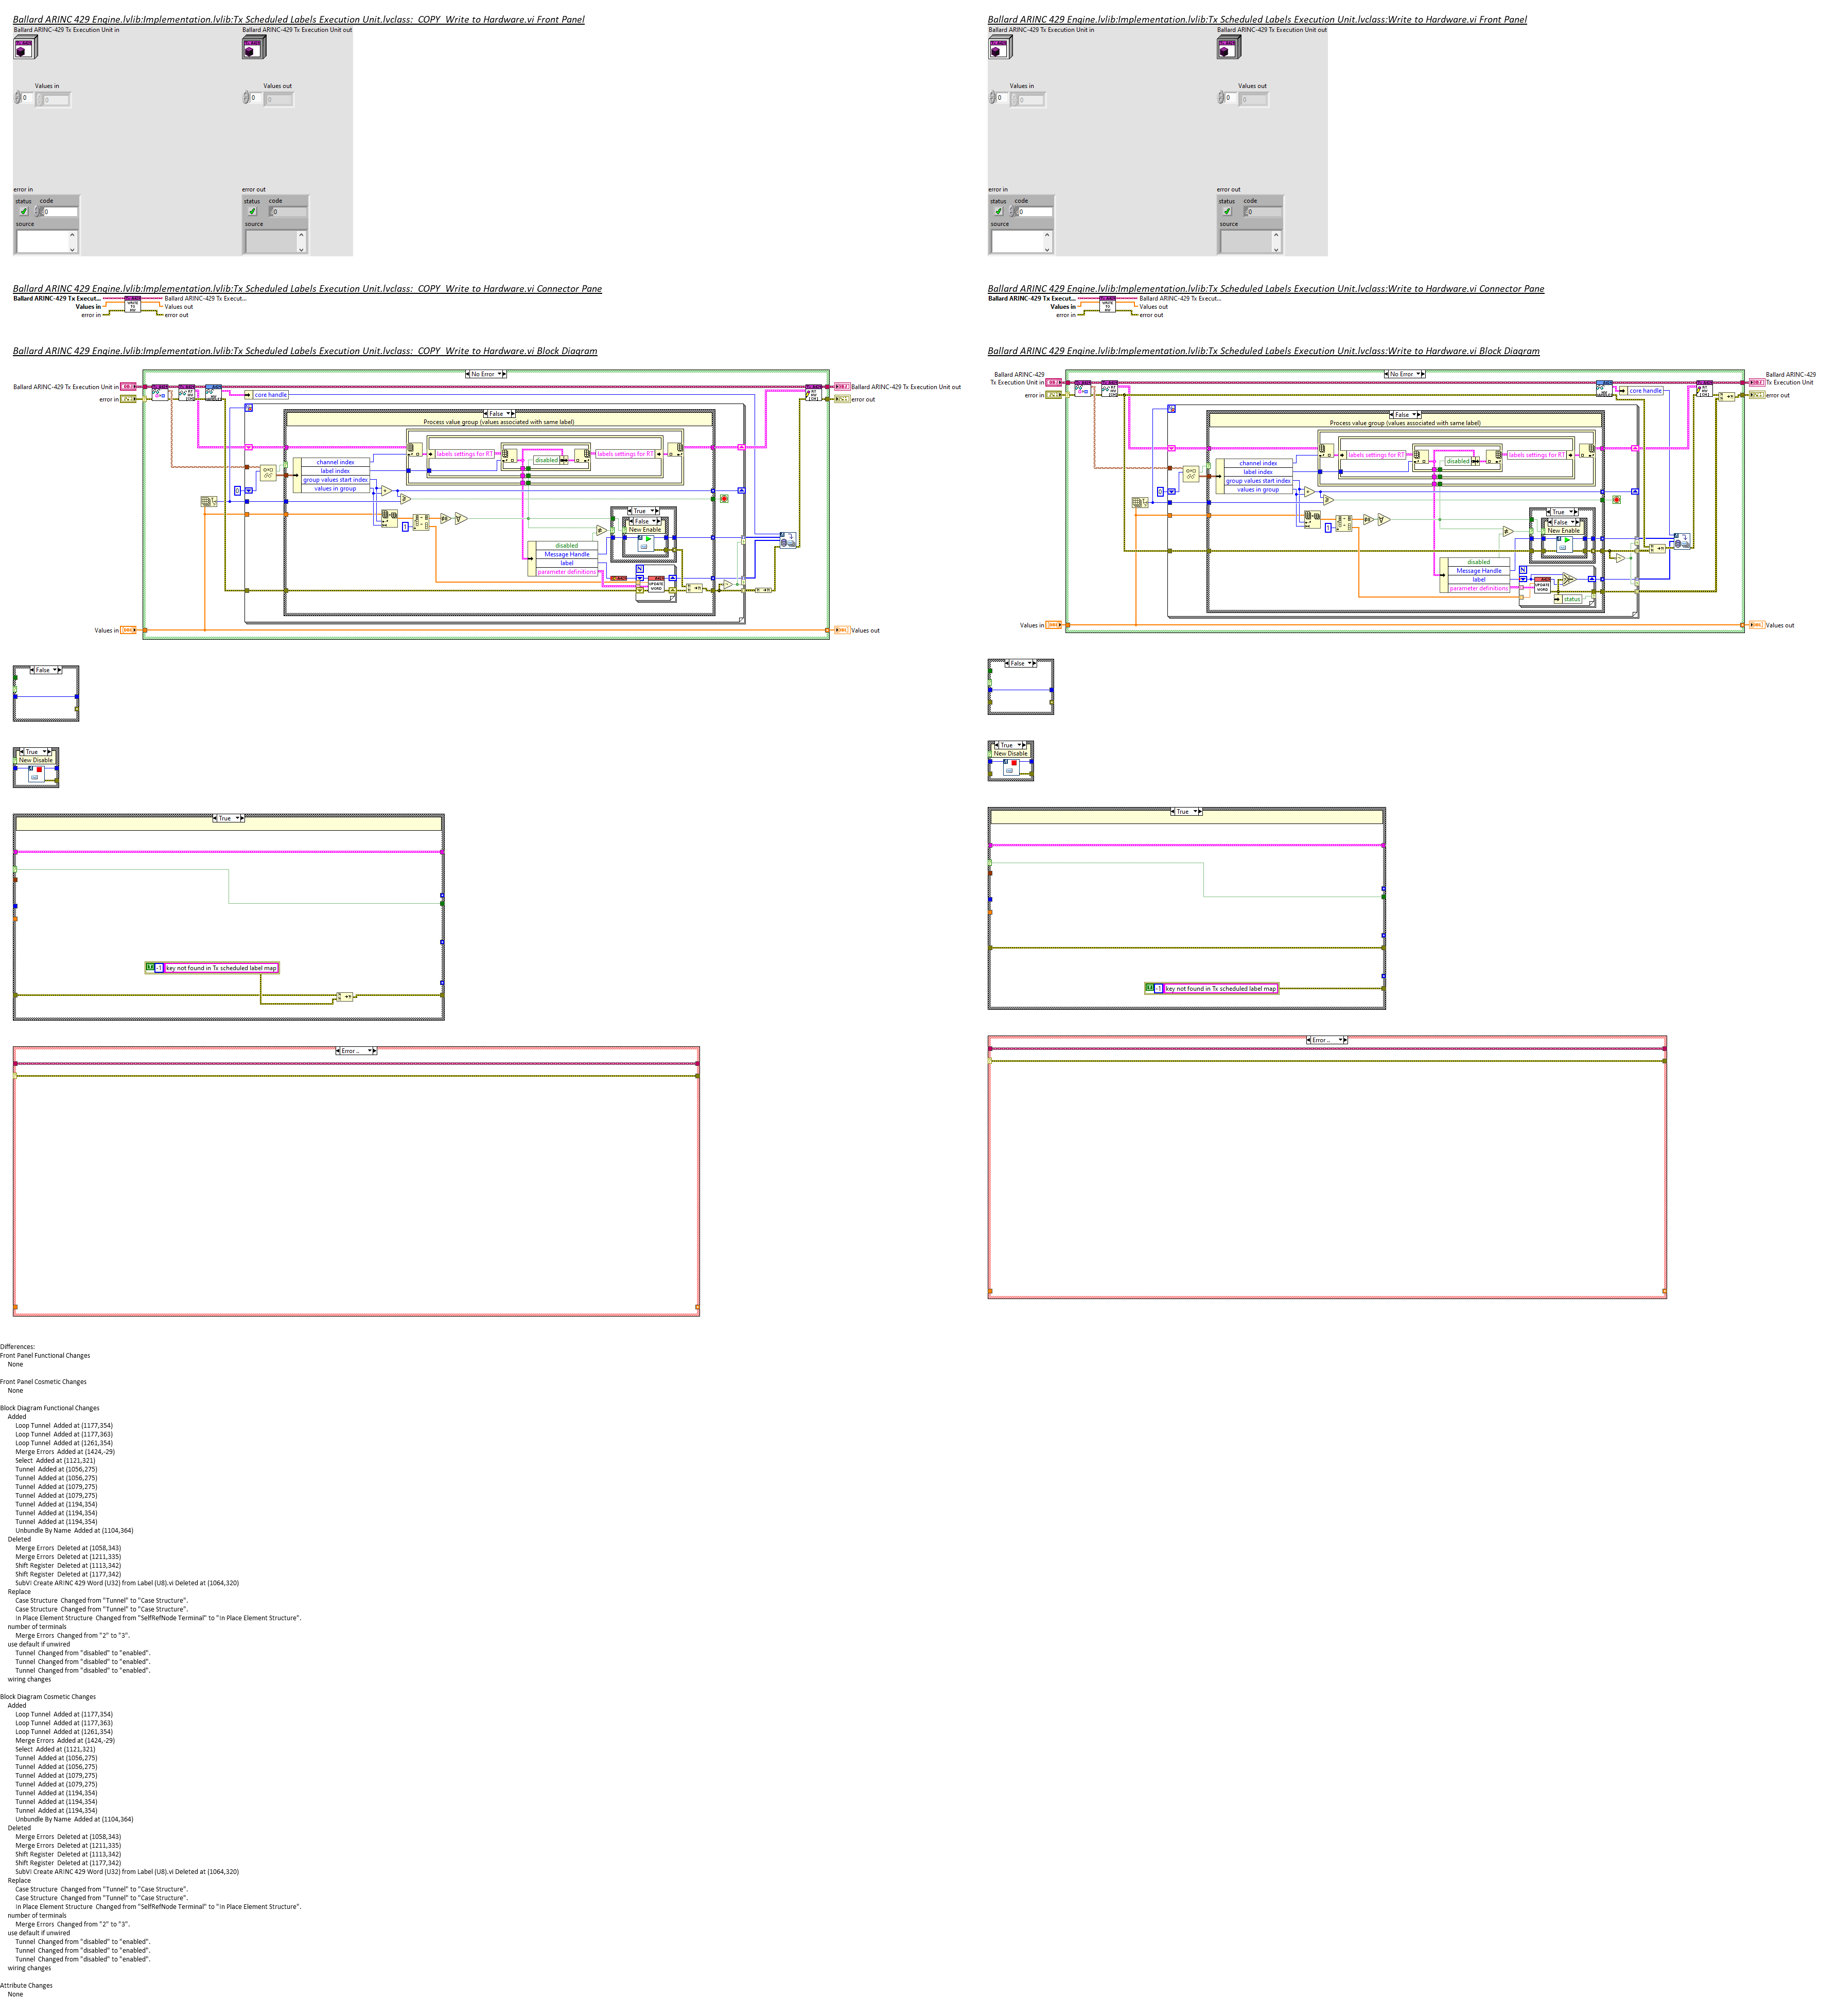 Ballard ARINC 429 Engine.lvlib:Implementation.lvlib:Tx Scheduled Labels Execution Unit.lvclass:_COPY_Write to Hardware.vi Front Panel
Ballard ARINC-429 Tx Execution Unit in
Ballard ARINC-429 Tx Execution Unit out
Values in
0
0
Values out
0
0
error in
status
code
0
source
error out
status
code
0
source
Ballard ARINC 429 Engine.lvlib:Implementation.lvlib:Tx Scheduled Labels Execution Unit.lvclass:_COPY_Write to Hardware.vi Connector Pane
Ballard ARINC-429 Tx Execut...
Ballard ARINC-429 Tx Execut...
Values in
Values out
error in
error out
Ballard ARINC 429 Engine.lvlib:Implementation.lvlib:Tx Scheduled Labels Execution Unit.lvclass:_COPY_Write to Hardware.vi Block Diagram
No Error
Ballard ARINC-429 Tx Execution Unit in
Ballard ARINC-429 Tx Execution Unit out
error in
core handle
error out
False
Process value group (values associated with same label)
labels settings for RT
disabled
labels settings for RT
channel index
label index
group values start index
values in group
0
1
True
False
New Enable
disabled
Message Handle
label
parameter definitions
N
UPDATE
WORD
Values in
Values out
False
True
New Disable
True
-1
key not found in Tx scheduled label map
Error
Ballard ARINC 429 Engine.lvlib:Implementation.lvlib:Tx Scheduled Labels Execution Unit.lvclass:Write to Hardware.vi Front Panel
Ballard ARINC-429 Tx Execution Unit in
Ballard ARINC-429 Tx Execution Unit out
Values in
0
0
Values out
0
0
error in
status
code
0
source
error out
status
code
0
source
Ballard ARINC 429 Engine.lvlib:Implementation.lvlib:Tx Scheduled Labels Execution Unit.lvclass:Write to Hardware.vi Connector Pane
Ballard ARINC-429 Tx Execut...
Ballard ARINC-429 Tx Execut...
Values in
Values out
error in
error out
Ballard ARINC 429 Engine.lvlib:Implementation.lvlib:Tx Scheduled Labels Execution Unit.lvclass:Write to Hardware.vi Block Diagram
No Error
Ballard ARINC-429
Tx Execution Unit in
Ballard ARINC-429
Tx Execution Unit
error in
core handle
error out
False
Process value group (values associated with same label)
labels settings for RT
disabled
labels settings for RT
channel index
label index
group values start index
values in group
0
1
True
False
New Enable
disabled
Message Handle
label
parameter definitions
N
UPDATE
WORD
status
Values in
Values out
False
True
New Disable
True
-1
key not found in Tx scheduled label map
Error
Differences:
Front Panel Functional Changes
None
Front Panel Cosmetic Changes
None
Block Diagram Functional Changes
Added
Loop Tunnel Added at (1177,354)
Loop Tunnel Added at (1177,363)
Loop Tunnel Added at (1261,354)
Merge Errors Added at (1424,-29)
Select Added at (1121,321)
Tunnel Added at (1056,275)
Tunnel Added at (1056,275)
Tunnel Added at (1079,275)
Tunnel Added at (1079,275)
Tunnel Added at (1194,354)
Tunnel Added at (1194,354)
Tunnel Added at (1194,354)
Unbundle By Name Added at (1104,364)
Deleted
Merge Errors Deleted at (1058,343)
Merge Errors Deleted at (1211,335)
Shift Register Deleted at (1113,342)
Shift Register Deleted at (1177,342)
SubVI Create ARINC 429 Word (U32) from Label (U8).vi Deleted at (1064,320)
Replace
Case Structure Changed from "Tunnel" to "Case Structure".
Case Structure Changed from "Tunnel" to "Case Structure".
In Place Element Structure Changed from "SelfRefNode Terminal" to "In Place Element Structure".
number of terminals
Merge Errors Changed from "2" to "3".
use default if unwired
Tunnel Changed from "disabled" to "enabled".
Tunnel Changed from "disabled" to "enabled".
Tunnel Changed from "disabled" to "enabled".
wiring changes
Block Diagram Cosmetic Changes
Added
Loop Tunnel Added at (1177,354)
Loop Tunnel Added at (1177,363)
Loop Tunnel Added at (1261,354)
Merge Errors Added at (1424,-29)
Select Added at (1121,321)
Tunnel Added at (1056,275)
Tunnel Added at (1056,275)
Tunnel Added at (1079,275)
Tunnel Added at (1079,275)
Tunnel Added at (1194,354)
Tunnel Added at (1194,354)
Tunnel Added at (1194,354)
Unbundle By Name Added at (1104,364)
Deleted
Merge Errors Deleted at (1058,343)
Merge Errors Deleted at (1211,335)
Shift Register Deleted at (1113,342)
Shift Register Deleted at (1177,342)
SubVI Create ARINC 429 Word (U32) from Label (U8).vi Deleted at (1064,320)
Replace
Case Structure Changed from "Tunnel" to "Case Structure".
Case Structure Changed from "Tunnel" to "Case Structure".
In Place Element Structure Changed from "SelfRefNode Terminal" to "In Place Element Structure".
number of terminals
Merge Errors Changed from "2" to "3".
use default if unwired
Tunnel Changed from "disabled" to "enabled".
Tunnel Changed from "disabled" to "enabled".
Tunnel Changed from "disabled" to "enabled".
wiring changes
Attribute Changes
None